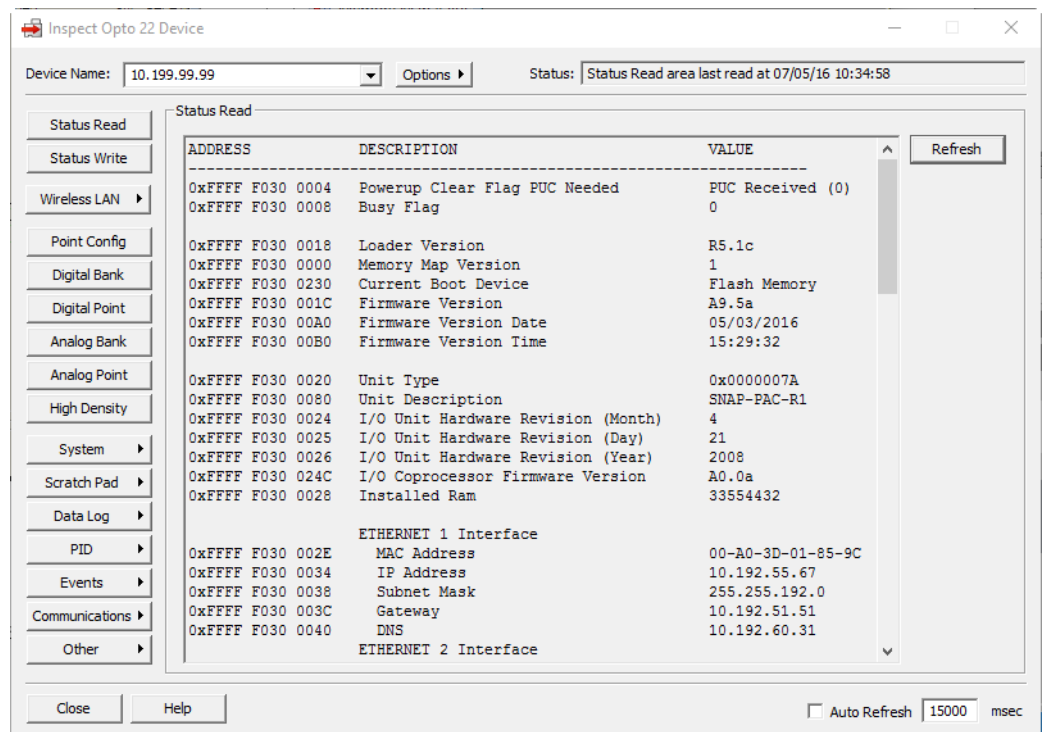 Inspect Opto 22 Device
Device Name: 10.199.99.99 Options Status: Status Read area last read at 07/05/16 10:34:58
Status Read
Status Write
Wireless LAN
Point Config
Digital Bank
Digital Point
Analog Bank
Analog Point
High Density
System
Scratch Pad
Data Log
PID
Events
Communications
Other
Status Read
ADDRESS DESCRIPTION VALUE
--------------------------------------------------------------------
0xFFFF F030 0004 Powerup Clear Flag PUC Needed PUC Received (0)
0xFFFF F030 0008 Busy Flag 0
0xFFFF F030 0018 Loader Version R5.1c
0xFFFF F030 0000 Memory Map Version 1
0xFFFF F030 0230 Current Boot Device Flash Memory
0xFFFF F030 001C Firmware Version A9.5a
0xFFFF F030 00A0 Firmware Version Date 05/03/2016
0xFFFF F030 00B0 Firmware Version Time 15:29:32
0xFFFF F030 0020 Unit Type 0x0000007A
0xFFFF F030 0080 Unit Description SNAP-PAC-R1
0xFFFF F030 0024 I/O Unit Hardware Revision (Month) 4
0xFFFF F030 0025 I/O Unit Hardware Revision (Day) 21
0xFFFF F030 0026 I/O Unit Hardware Revision (Year) 2008
0xFFFF F030 024C I/O Coprocessor Firmware Version A0.0a
0xFFFF F030 0028 Installed Ram 33554432
ETHERNET 1 Interface
0xFFFF F030 002E MAC Address 00-A0-3D-01-85-9C
0xFFFF F030 0034 IP Address 10.192.55.67
0xFFFF F030 0038 Subnet Mask 255.255.192.0
0xFFFF F030 003C Gateway 10.192.51.51
0xFFFF F030 0040 DNS 10.192.60.31
ETHERNET 2 Interface
Refresh
Close Help Auto Refresh 15000 msec